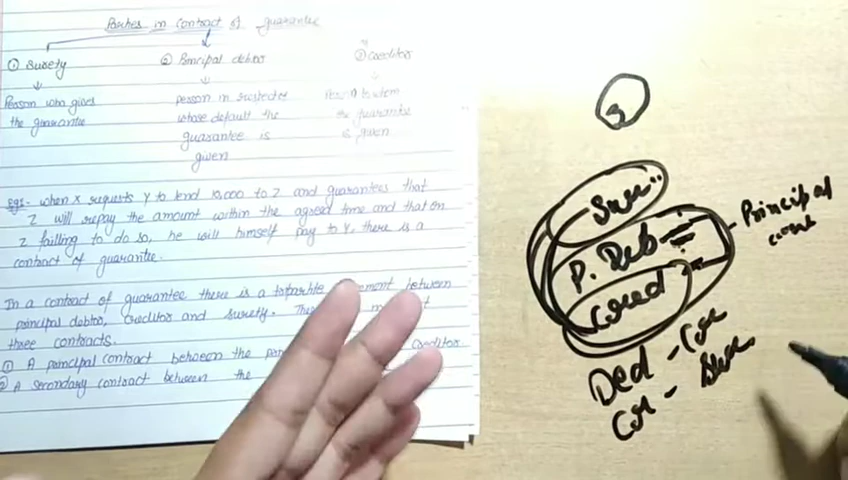 Parties in Contract of guarantee
① Surety
② Principal debtor
③ Creditors
Person who gives
the guarantee
person in respect of
whose default the
guarantee is
given
Person to whom
the guarantee
is given
Eg:- when X requests Y to lend 10,000 to Z and guarantees that
Z will repay the amount within the agreed time and that on
Z failling to do so, he will himself pay to Y, there is a
contract of guarantee.
In a contract of guarantee there is a between
principal debtor, Creditor and Surety.
three contracts.
① A principal contract between the creditor
② A secondary contract between the
3
P. Deb
Principal
Cred
Ded -